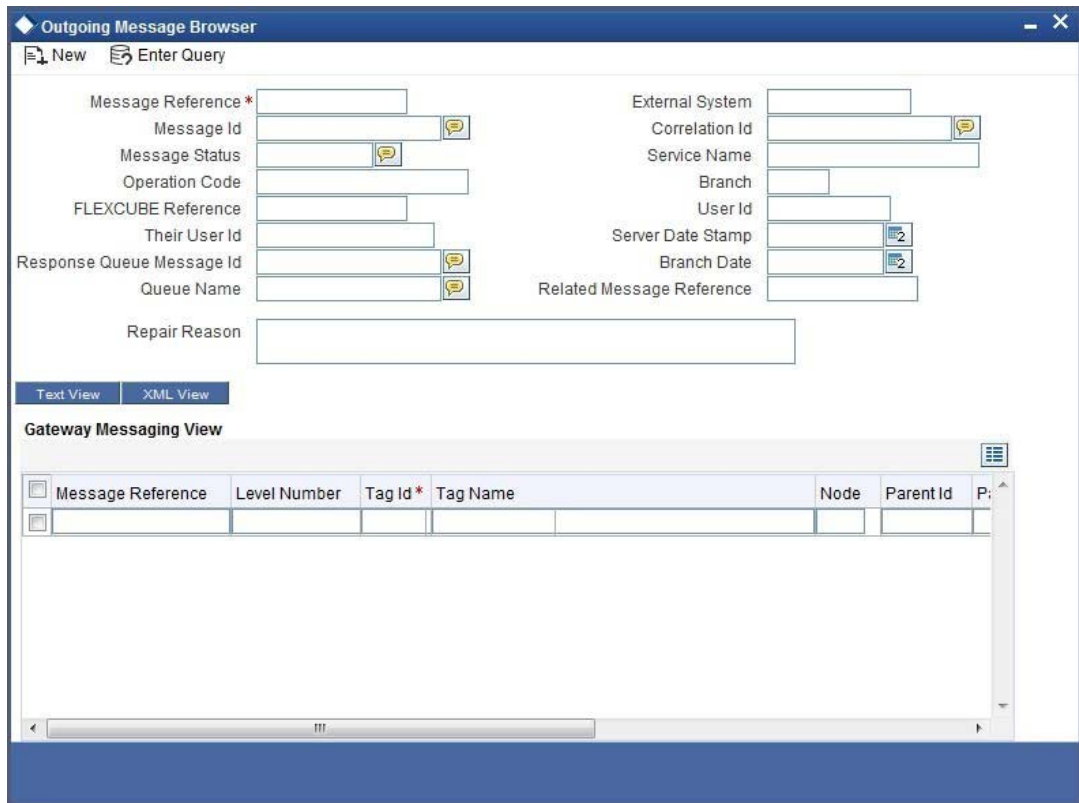 Outgoing Message Browser
New Enter Query
Message Reference *
Message Id
Message Status
Operation Code
FLEXCUBE Reference
Their User Id
Response Queue Message Id
Queue Name
External System
Correlation Id
Service Name
Branch
User Id
Server Date Stamp
Branch Date
Related Message Reference
Repair Reason
Text View XML View
Gateway Messaging View
Message Reference Level Number Tag Id * Tag Name Node Parent Id